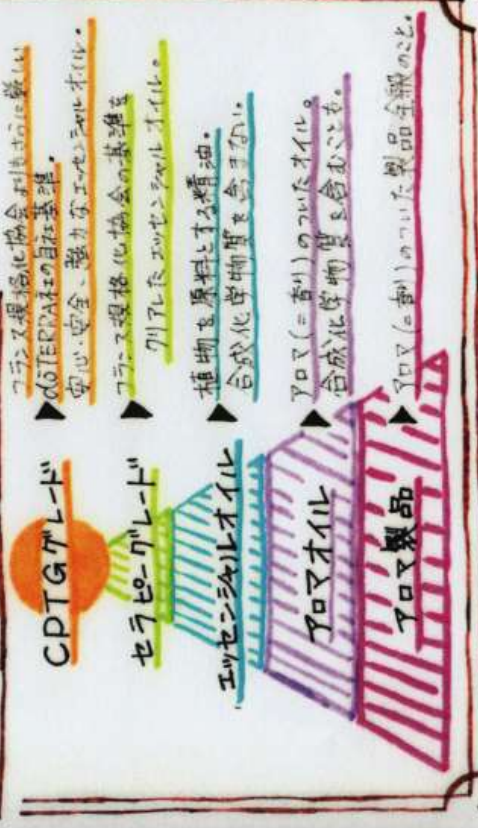 CPTGグレード
フランス規格化協会よりもさらに厳しい
dōTERRA社の自社基準。
安心・安全、強力なエッセンシャルオイル。
セラピーグレード
フランス規格化協会の基準を
クリアしたエッセンシャルオイル。
エッセンシャルオイル
植物を原料とする精油。
合成化学物質を含まない。
アロマオイル
アロマ(=香り)のついたオイル。
合成化学物質を含むことも。
アロマ製品
アロマ(=香り)のついた製品全般のこと。